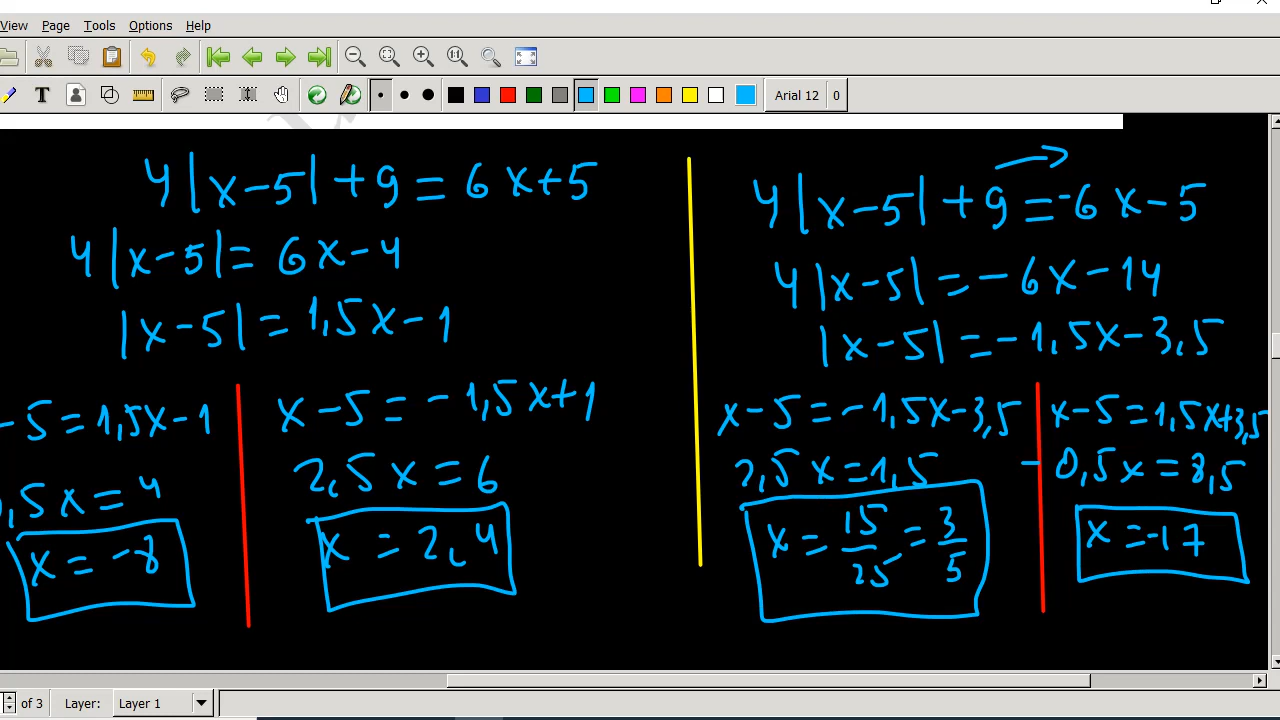 View Page Tools Options Help
Arial 12 0
4|x-5|+9=6x+5
4|x-5|=6x-4
|x-5|=1,5x-1
-5=1,5x-1
,5x=4
x=-8
x-5=-1,5x+1
2,5x=6
x=2,4
4|x-5|+9=-6x-5
4|x-5|=-6x-14
|x-5|=-1,5x-3,5
x-5=-1,5x-3,5
2,5x=1,5
x=15/25=3/5
x-5=1,5x+3,5
-0,5x=8,5
x=-17
of 3 Layer: Layer 1